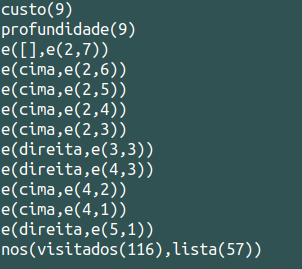 custo(9)
profundidade(9)
e([],e(2,7))
e(cima,e(2,6))
e(cima,e(2,5))
e(cima,e(2,4))
e(cima,e(2,3))
e(direita,e(3,3))
e(direita,e(4,3))
e(cima,e(4,2))
e(cima,e(4,1))
e(direita,e(5,1))
nos(visitados(116),lista(57))